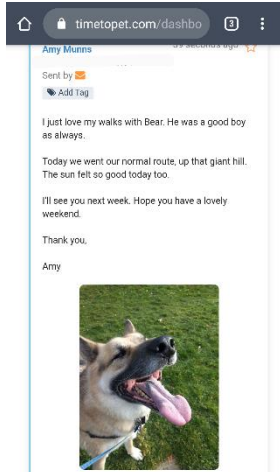 timetopet.com/dashbo
3
Amy Munns
seconds ago
Sent by
Add Tag
I just love my walks with Bear. He was a good boy
as always.
Today we went our normal route, up that giant hill.
The sun felt so good today too.
I'll see you next week. Hope you have a lovely
weekend.
Thank you,
Amy